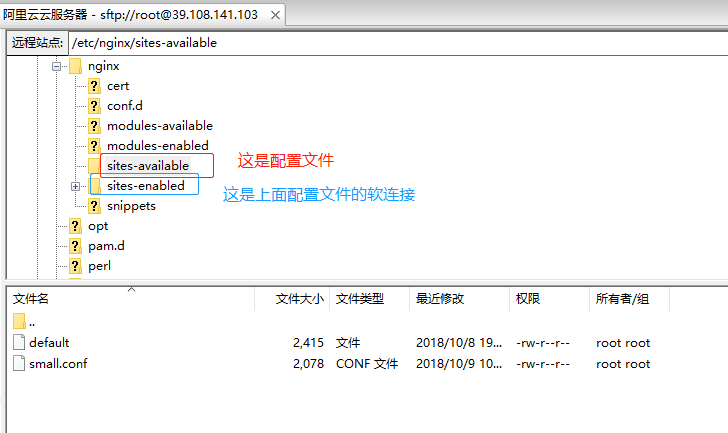 阿里云云服务器 - sftp://root@39.108.141.103
远程站点: /etc/nginx/sites-available
nginx
cert
conf.d
modules-available
modules-enabled
sites-available 这是配置文件
sites-enabled 这是上面配置文件的软连接
snippets
opt
pam.d
perl
文件名 文件大小 文件类型 最近修改 权限 所有者/组
..
default 2,415 文件 2018/10/8 19... -rw-r--r-- root root
small.conf 2,078 CONF 文件 2018/10/9 10... -rw-r--r-- root root